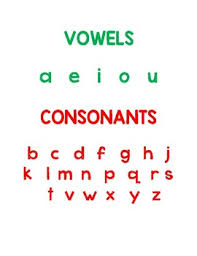 VOWELS
a e i o u
CONSONANTS
b c d f g h j
k l m n p q r s
t v w x y z